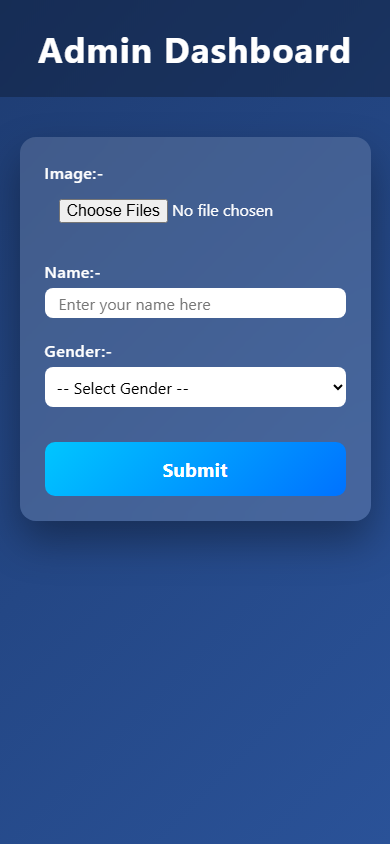 Admin Dashboard
Image:-
Choose Files No file chosen
Name:-
Enter your name here
Gender:-
-- Select Gender --
Submit